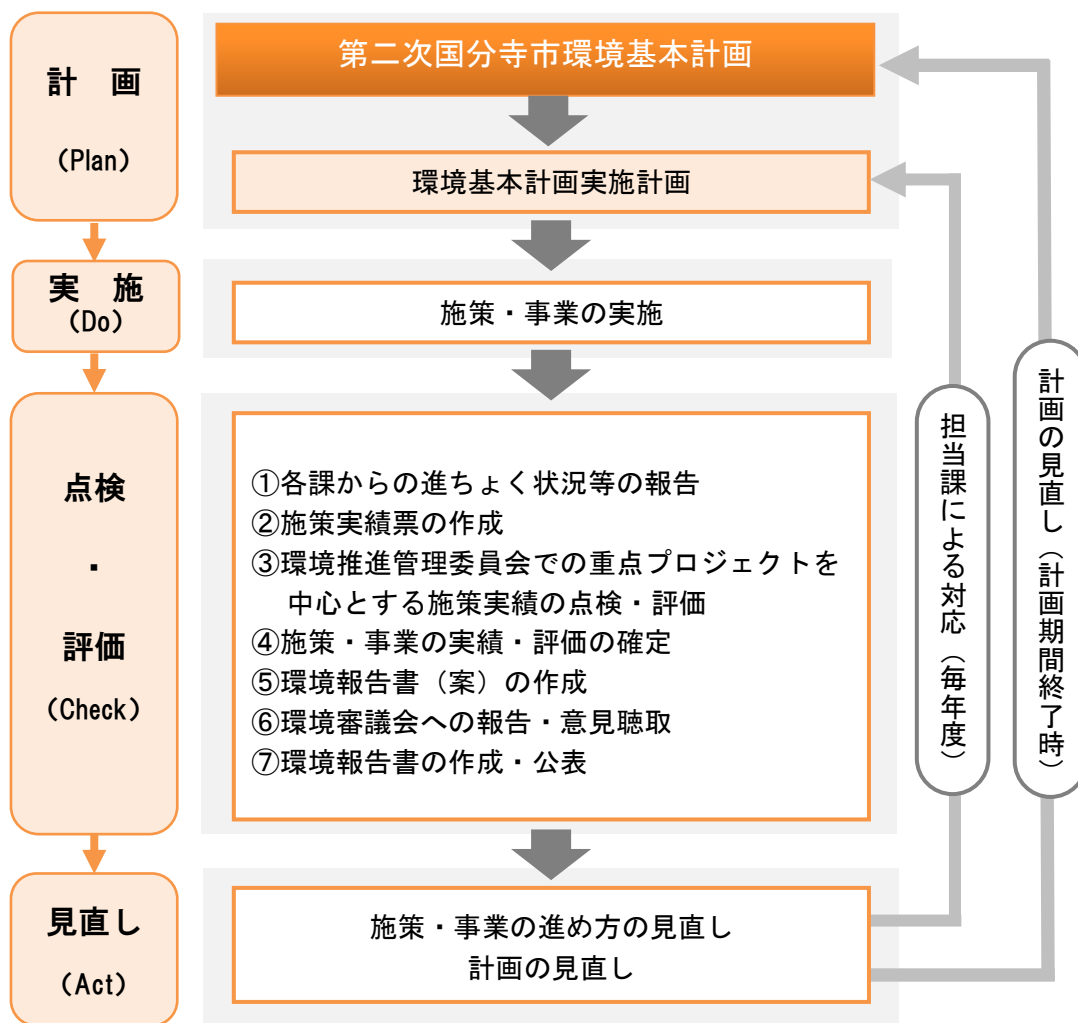 計　画
（Plan）
第二次国分寺市環境基本計画
環境基本計画実施計画
実　施
（Do）
施策・事業の実施
点検
・
評価
（Check）
①各課からの進ちょく状況等の報告
②施策実績票の作成
③環境推進管理委員会での重点プロジェクトを
中心とする施策実績の点検・評価
④施策・事業の実績・評価の確定
⑤環境報告書（案）の作成
⑥環境審議会への報告・意見聴取
⑦環境報告書の作成・公表
見直し
（Act）
施策・事業の進め方の見直し
計画の見直し
担当課による対応（毎年度）
計画の見直し（計画期間終了時）